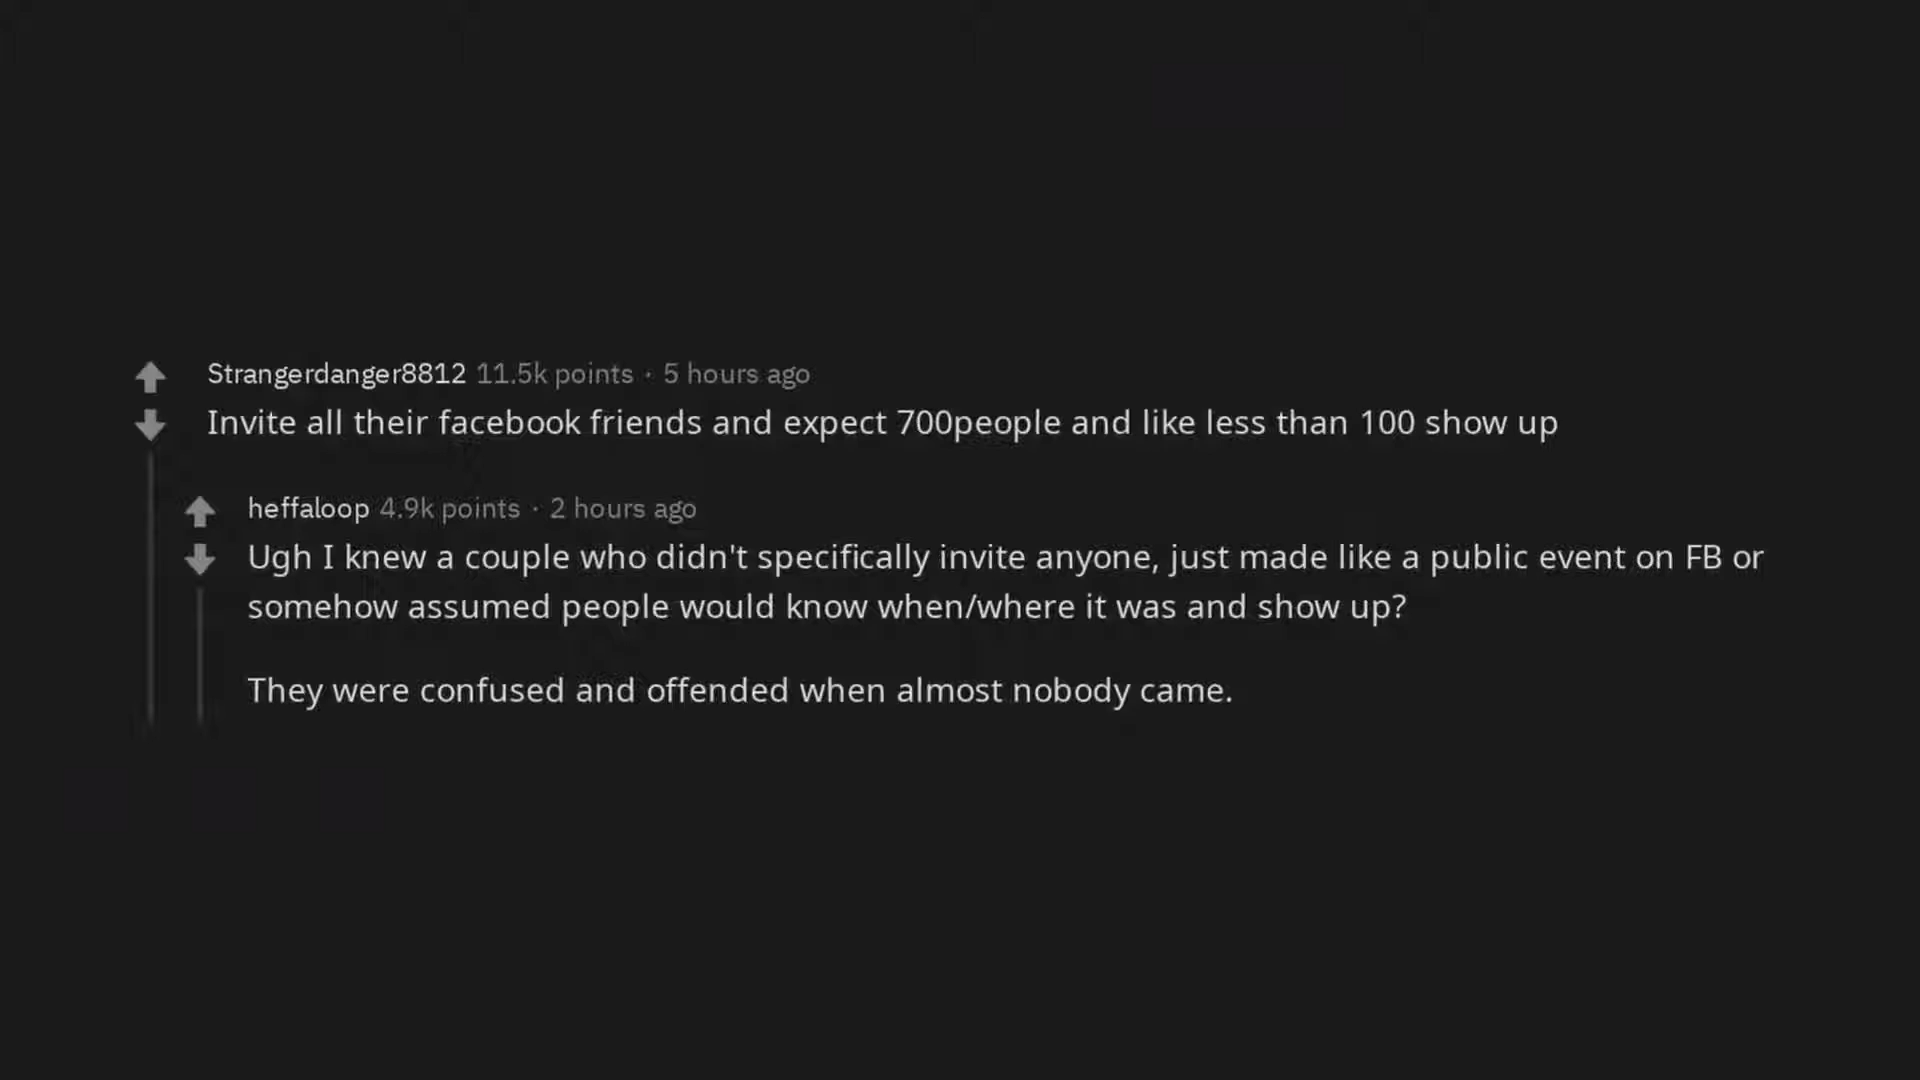 Strangerdanger8812 11.5k points · 5 hours ago
Invite all their facebook friends and expect 700people and like less than 100 show up
heffaloop 4.9k points · 2 hours ago
Ugh I knew a couple who didn't specifically invite anyone, just made like a public event on FB or
somehow assumed people would know when/where it was and show up?
They were confused and offended when almost nobody came.